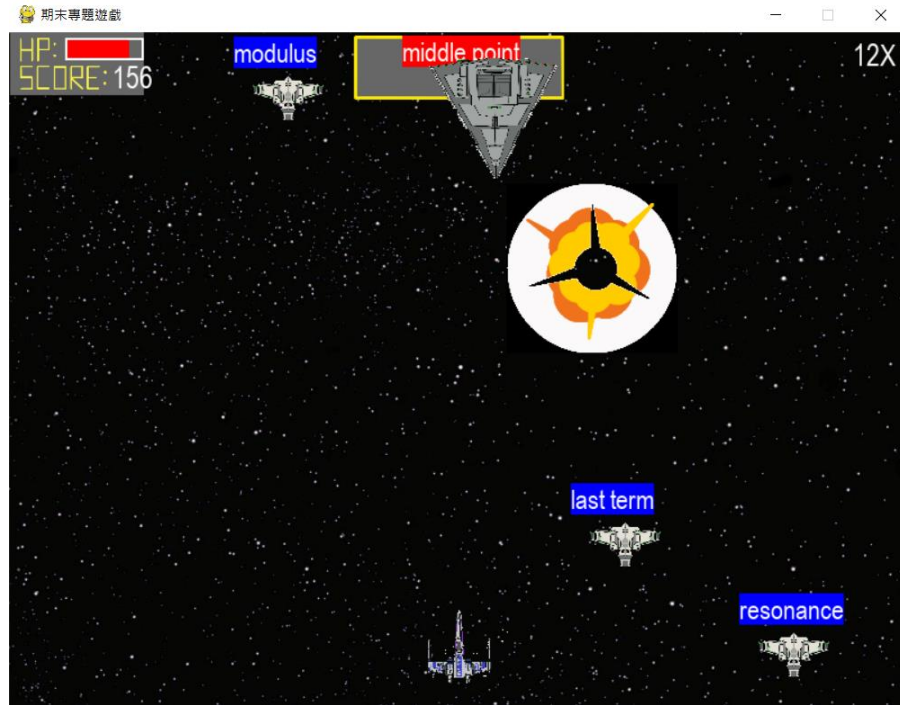 期末專題遊戲
HP:
SCORE: 156
modulus
middle point
12X
last term
resonance